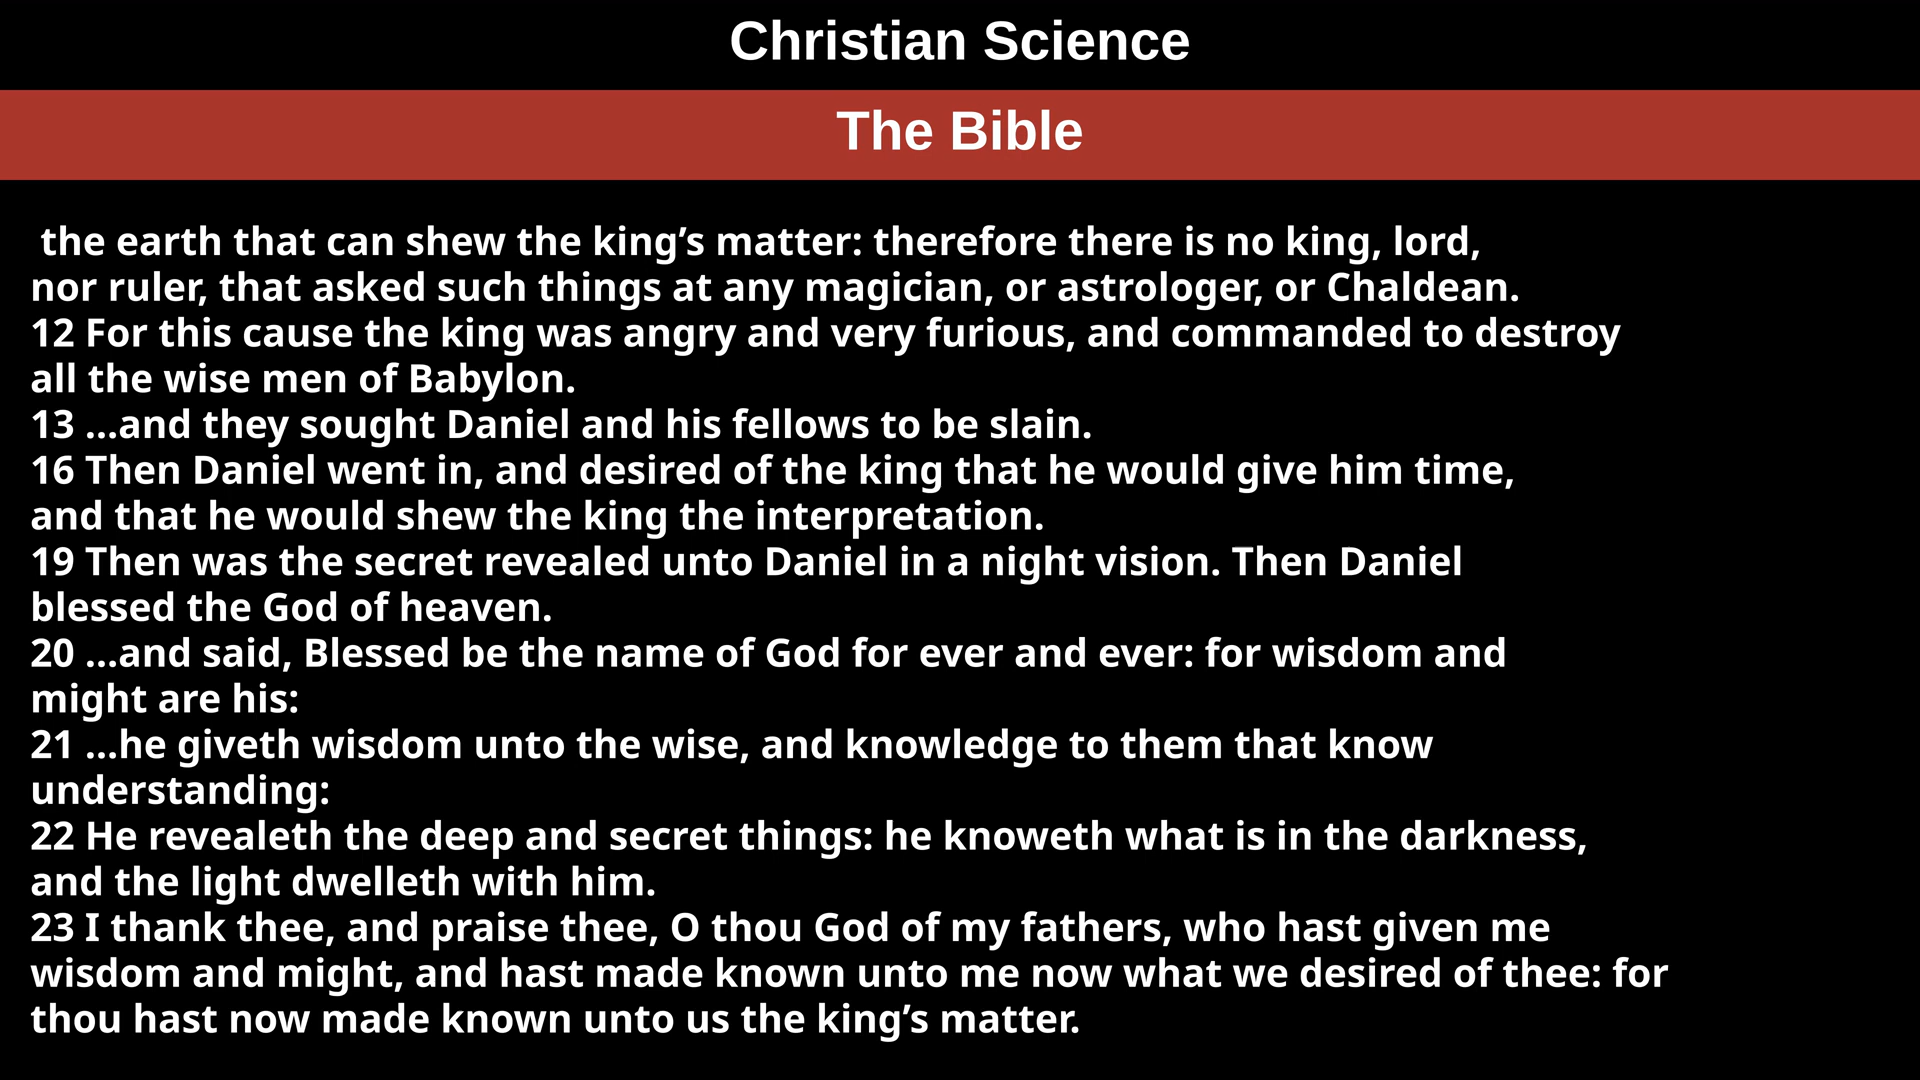 Christian Science
The Bible
the earth that can shew the king’s matter: therefore there is no king, lord,
nor ruler, that asked such things at any magician, or astrologer, or Chaldean.
12 For this cause the king was angry and very furious, and commanded to destroy
all the wise men of Babylon.
13 …and they sought Daniel and his fellows to be slain.
16 Then Daniel went in, and desired of the king that he would give him time,
and that he would shew the king the interpretation.
19 Then was the secret revealed unto Daniel in a night vision. Then Daniel
blessed the God of heaven.
20 …and said, Blessed be the name of God for ever and ever: for wisdom and
might are his:
21 …he giveth wisdom unto the wise, and knowledge to them that know
understanding:
22 He revealeth the deep and secret things: he knoweth what is in the darkness,
and the light dwelleth with him.
23 I thank thee, and praise thee, O thou God of my fathers, who hast given me
wisdom and might, and hast made known unto me now what we desired of thee: for
thou hast now made known unto us the king’s matter.